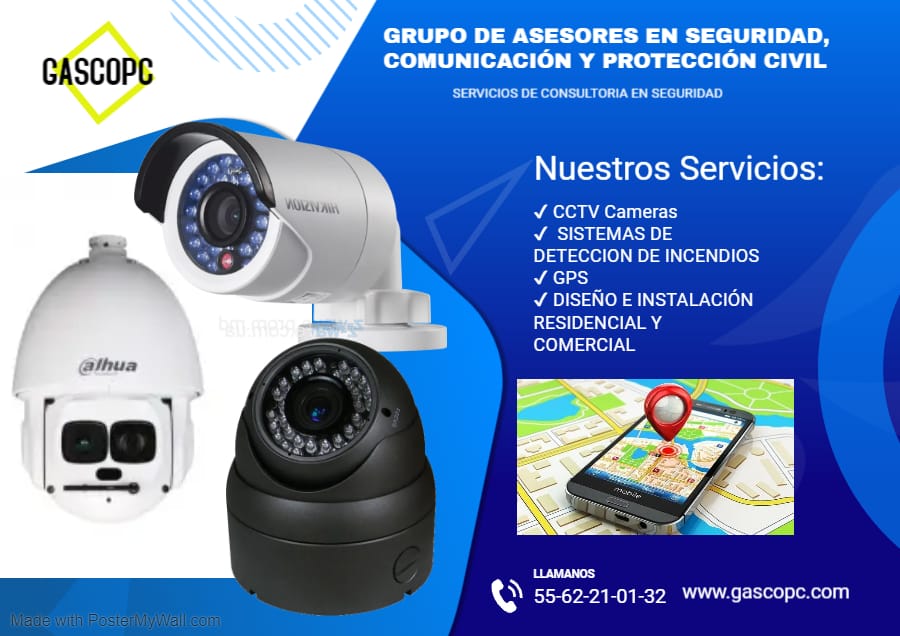 GASCOPC
GRUPO DE ASESORES EN SEGURIDAD,
COMUNICACIÓN Y PROTECCIÓN CIVIL
SERVICIOS DE CONSULTORIA EN SEGURIDAD
Nuestros Servicios:
✓ CCTV Cameras
✓ SISTEMAS DE
DETECCION DE INCENDIOS
✓ GPS
✓ DISEÑO E INSTALACIÓN
RESIDENCIAL Y
COMERCIAL
HIKVISION
alhua
mobile
LLAMANOS
55-62-21-01-32
www.gascopc.com
Made with PosterMyWall.com